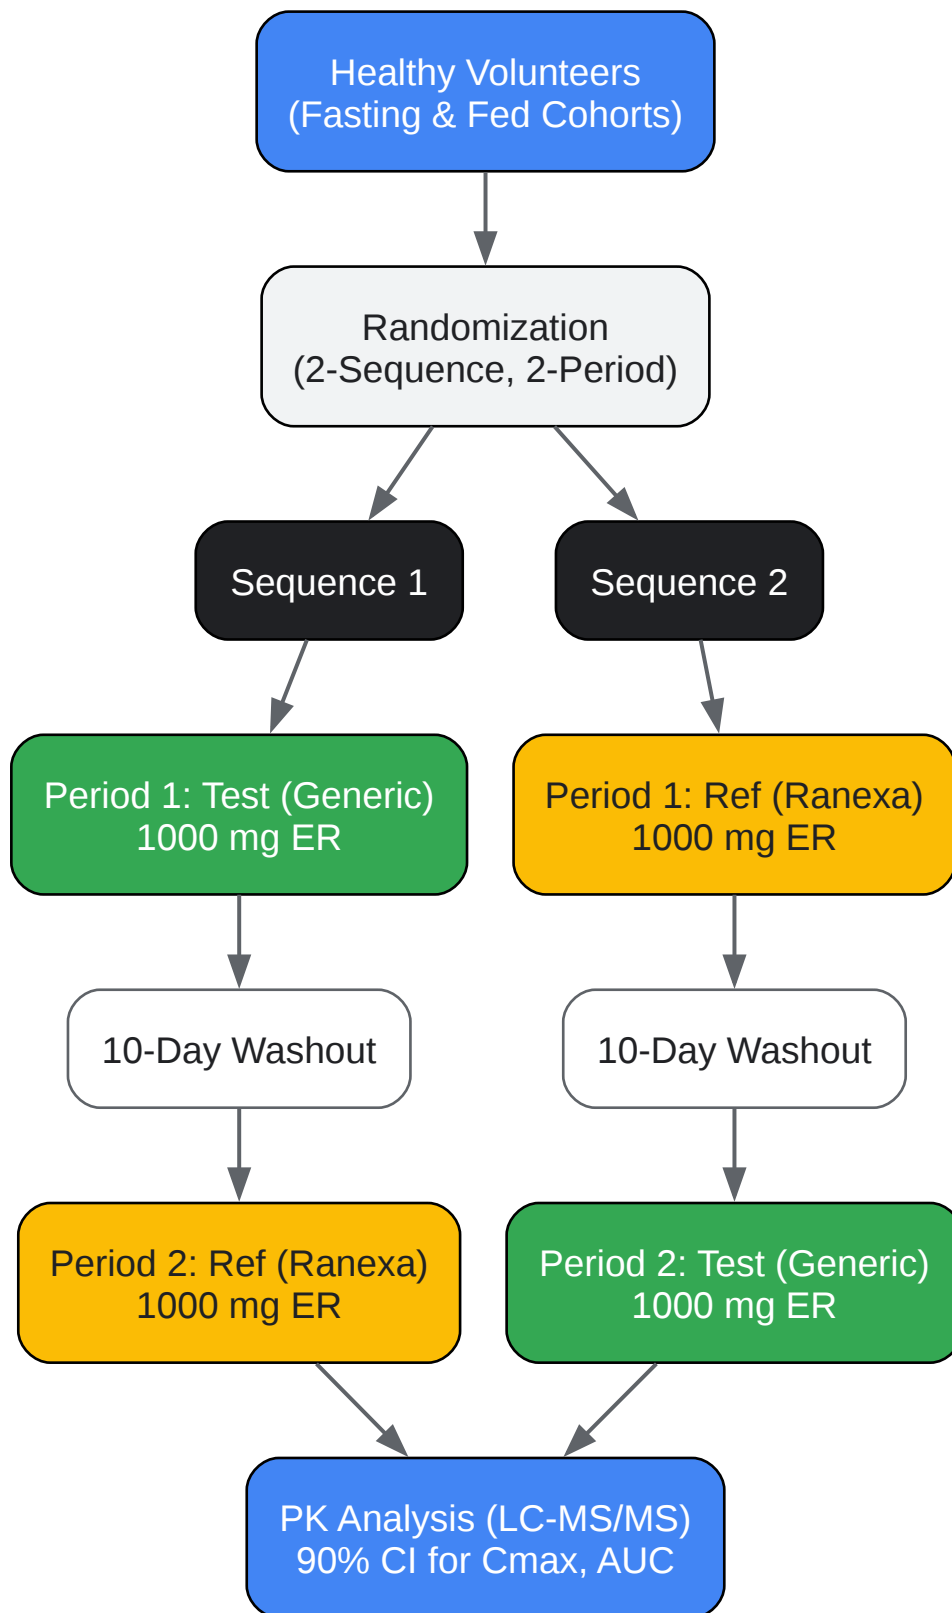 Healthy Volunteers
(Fasting & Fed Cohorts)
Randomization
(2-Sequence, 2-Period)
Sequence 1
Sequence 2
Period 1: Test (Generic)
1000 mg ER
Period 1: Ref (Ranexa)
1000 mg ER
10-Day Washout
10-Day Washout
Period 2: Ref (Ranexa)
1000 mg ER
Period 2: Test (Generic)
1000 mg ER
PK Analysis (LC-MS/MS)
90% CI for Cmax, AUC